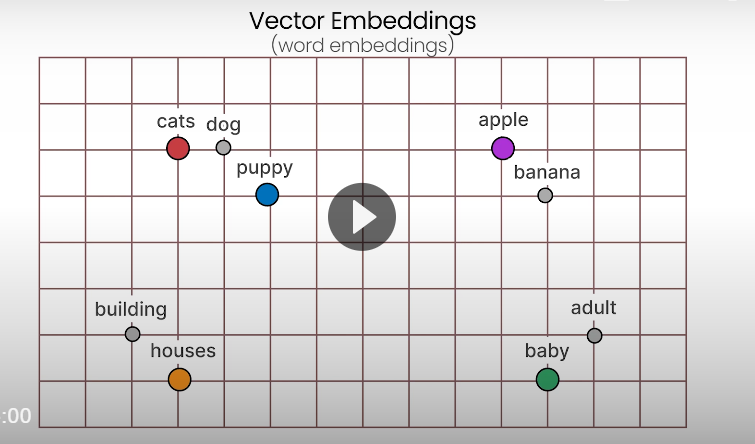 Vector Embeddings
(word embeddings)
cats
dog
apple
puppy
banana
building
adult
houses
baby
:00